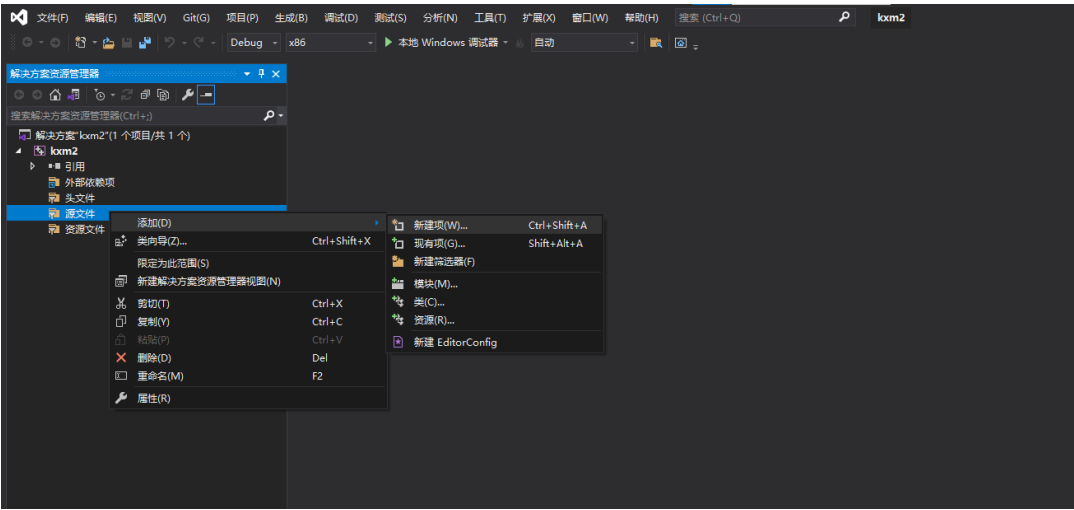 文件(F) 编辑(E) 视图(V) Git(G) 项目(P) 生成(B) 调试(D) 测试(S) 分析(N) 工具(T) 扩展(X) 窗口(W) 帮助(H) 搜索 (Ctrl+Q) kxm2
Debug x86 本地 Windows 调试器 自动
解决方案资源管理器
搜索解决方案资源管理器(Ctrl+;)
解决方案"kxm2"(1 个项目/共 1 个)
kxm2
引用
外部依赖项
头文件
源文件
资源文件
添加(D)
类向导(Z)... Ctrl+Shift+X
限定为此范围(S)
新建解决方案资源管理器视图(N)
剪切(T) Ctrl+X
复制(Y) Ctrl+C
粘贴(P) Ctrl+V
删除(D) Del
重命名(M) F2
属性(R)
新建项(W)... Ctrl+Shift+A
现有项(G)... Shift+Alt+A
新建筛选器(F)
模块(M)...
类(C)...
资源(R)...
新建 EditorConfig